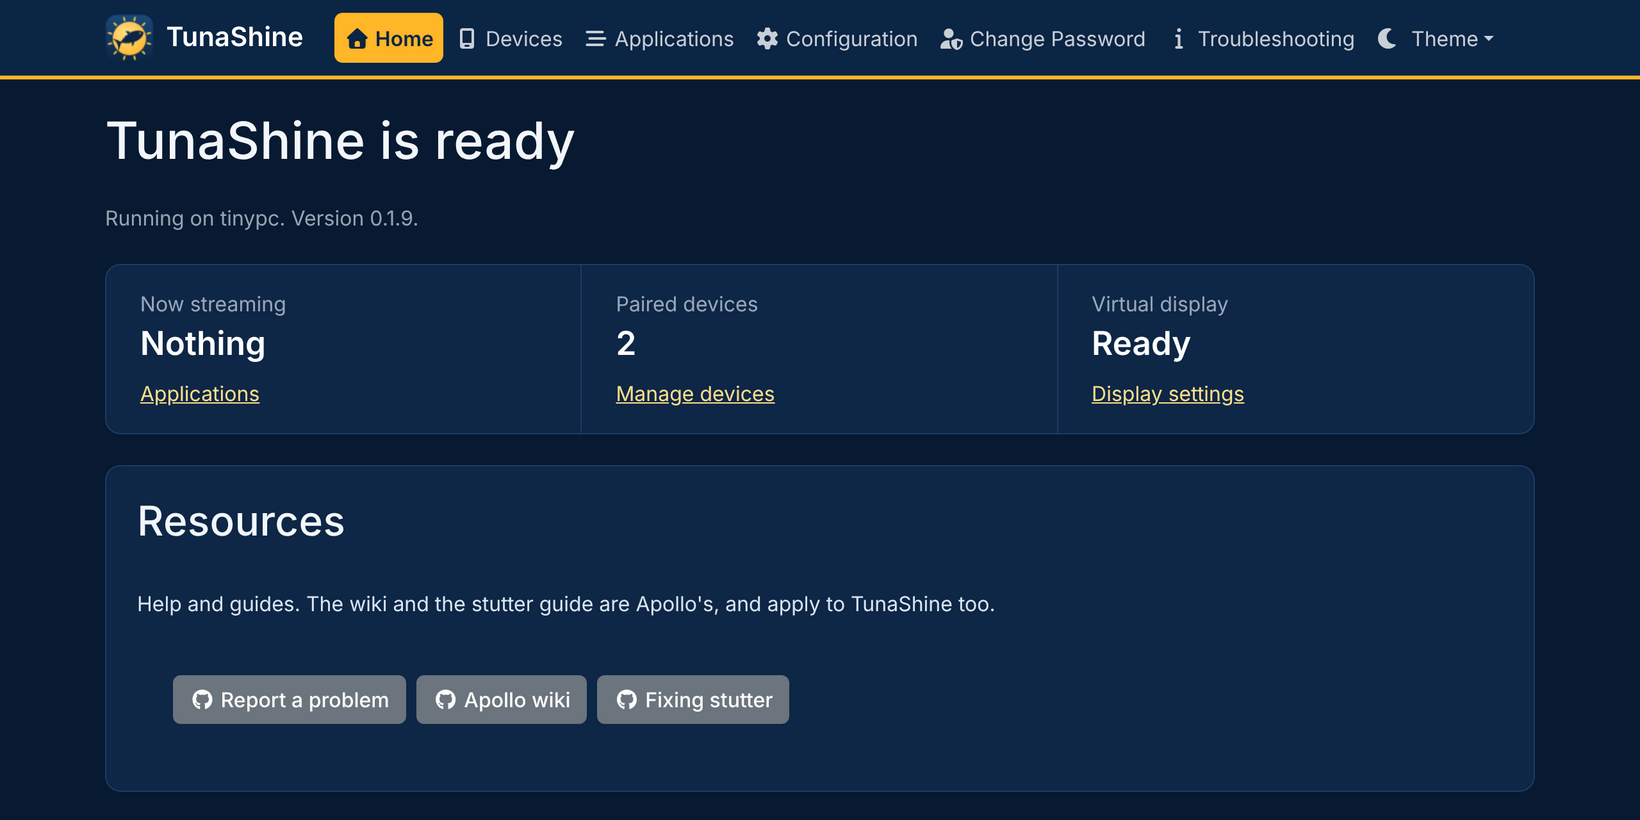 TunaShine Home Devices Applications Configuration Change Password Troubleshooting Theme
TunaShine is ready
Running on tinypc. Version 0.1.9.
Now streaming
Nothing
Applications
Paired devices
2
Manage devices
Virtual display
Ready
Display settings
Resources
Help and guides. The wiki and the stutter guide are Apollo's, and apply to TunaShine too.
Report a problem Apollo wiki Fixing stutter